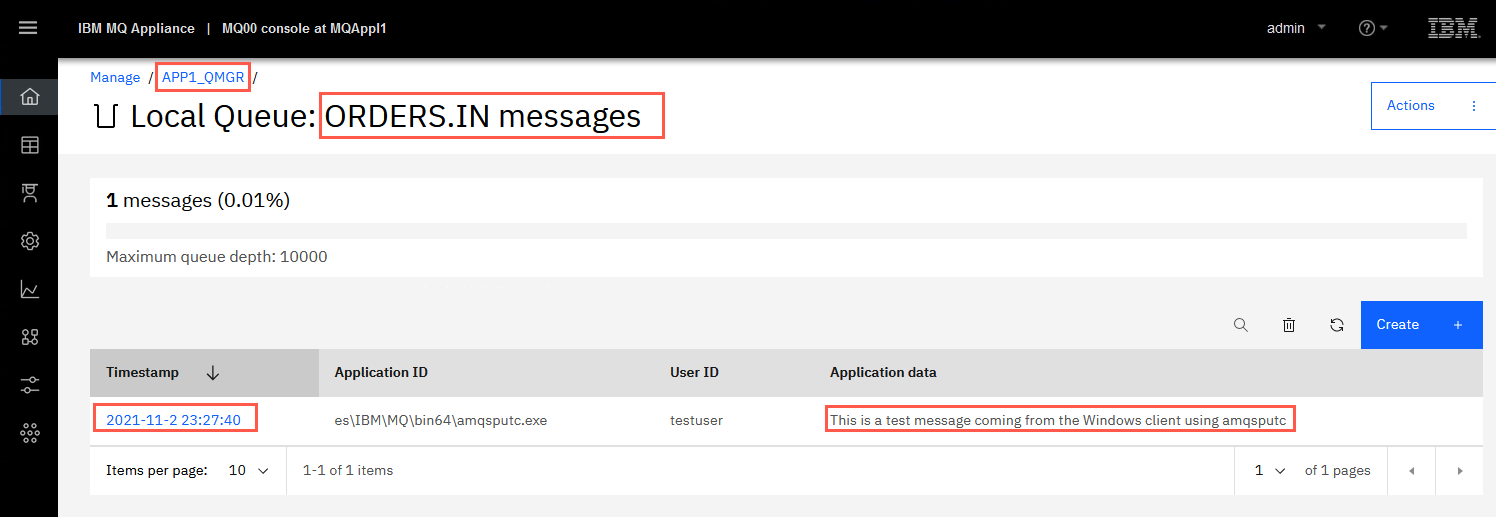 IBM MQ Appliance | MQ00 console at MQAppl1
admin
IBM
Manage / APP1_QMGR /
Local Queue: ORDERS.IN messages
Actions
1 messages (0.01%)
Maximum queue depth: 10000
Create +
Timestamp Application ID User ID Application data
2021-11-2 23:27:40 es\IBM\MQ\bin64\amqsputc.exe testuser This is a test message coming from the Windows client using amqsputc
Items per page: 10 1-1 of 1 items 1 of 1 pages